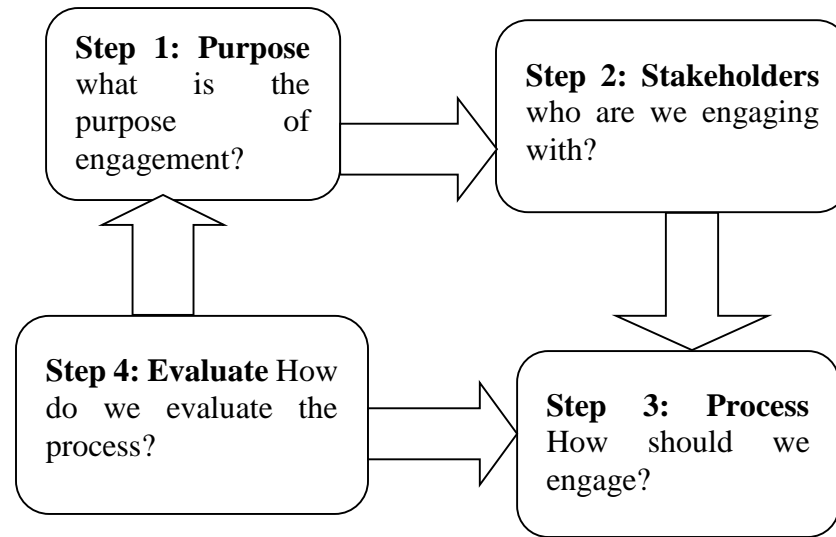 Step 1: Purpose
what is the
purpose of
engagement?
Step 2: Stakeholders
who are we engaging
with?
Step 3: Process
How should we
engage?
Step 4: Evaluate How
do we evaluate the
process?